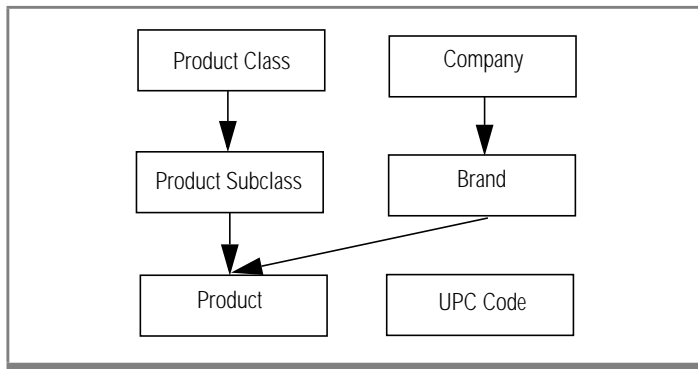 Product Class
Company
Product Subclass
Brand
Product
UPC Code